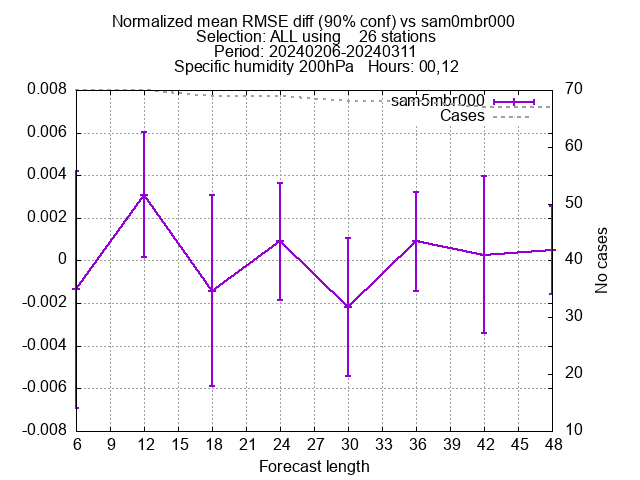 Normalized mean RMSE diff (90% conf) vs sam0mbr000
Selection: ALL using    26 stations
Period: 20240206-20240311
Specific humidity 200hPa   Hours: 00,12
0.008
0.006
0.004
0.002
0
-0.002
-0.004
-0.006
-0.008
70
60
50
40
30
20
10
sam5mbr000
Cases
No cases
6 9 12 15 18 21 24 27 30 33 36 39 42 45 48
Forecast length